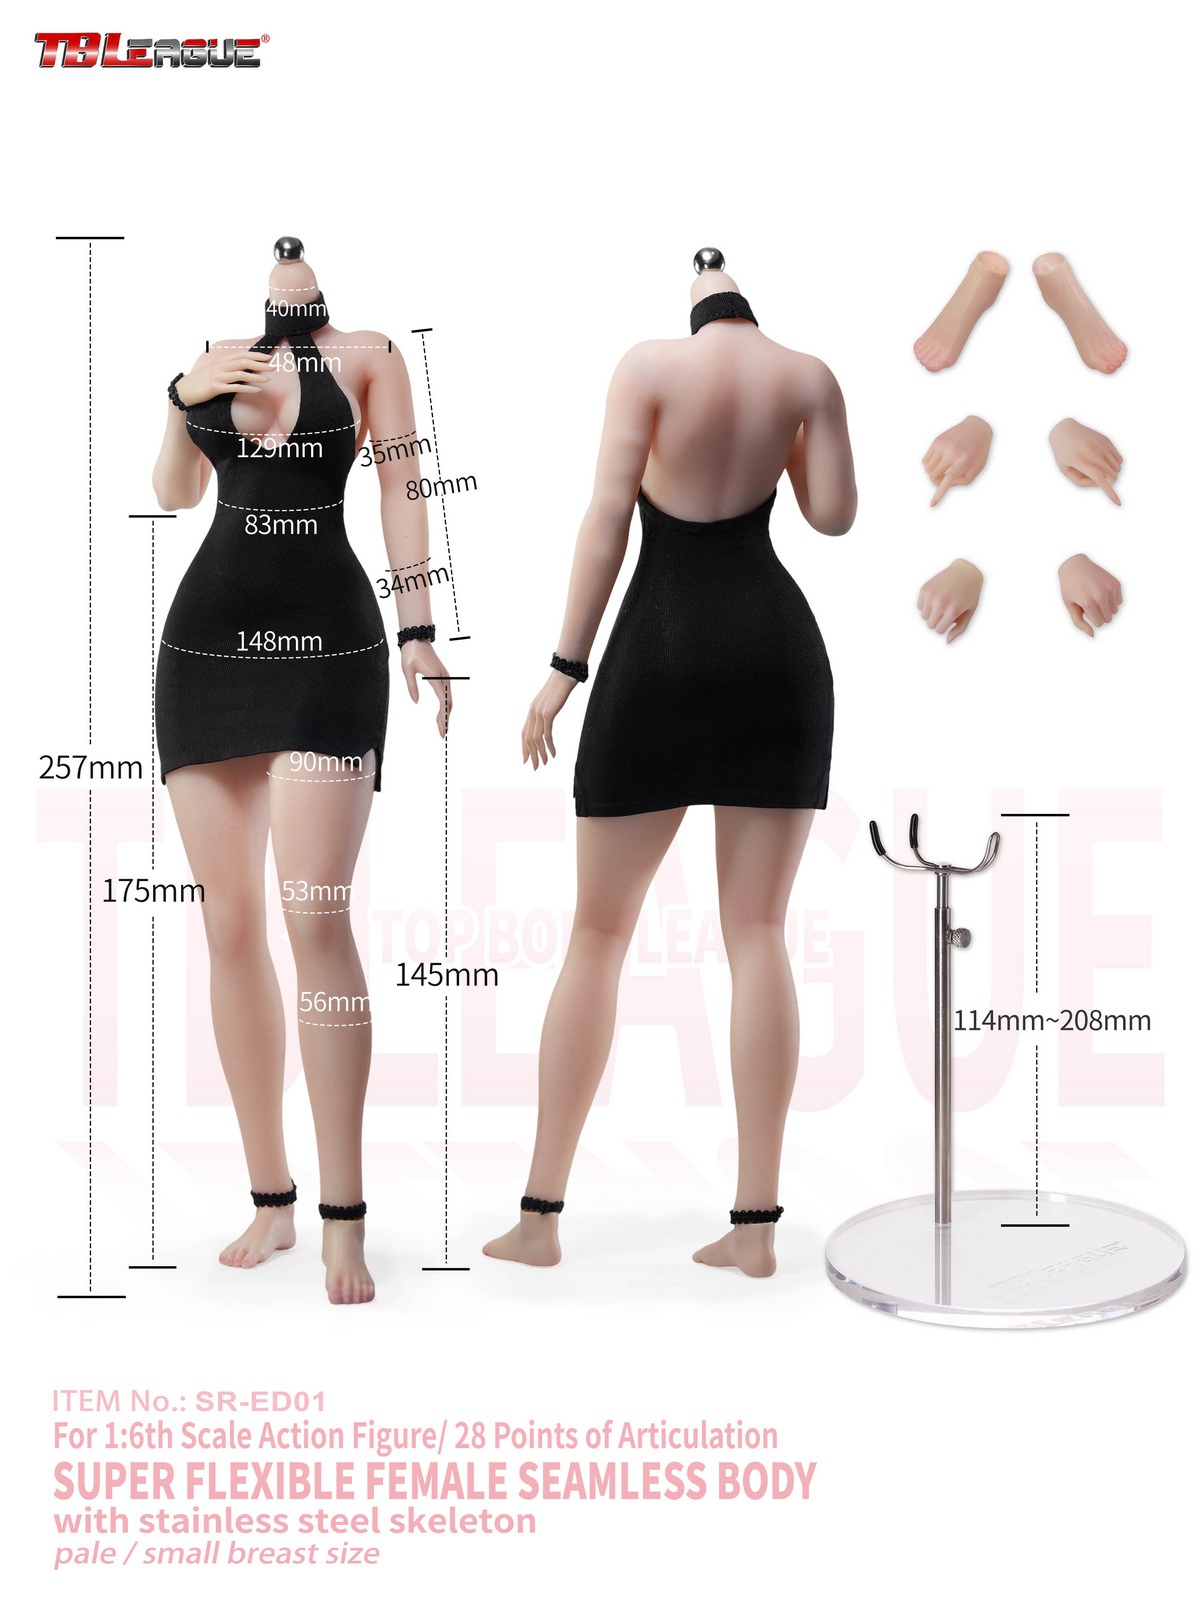 TBLEAGUE®
40mm
48mm
129mm
35mm
80mm
83mm
34mm
148mm
257mm
90mm
175mm
53mm
TOP BODY LEAGUE
145mm
56mm
114mm~208mm
TBLEAGUE
TBLEAGUE
ITEM No.: SR-ED01
For 1:6th Scale Action Figure/ 28 Points of Articulation
SUPER FLEXIBLE FEMALE SEAMLESS BODY
with stainless steel skeleton
pale / small breast size